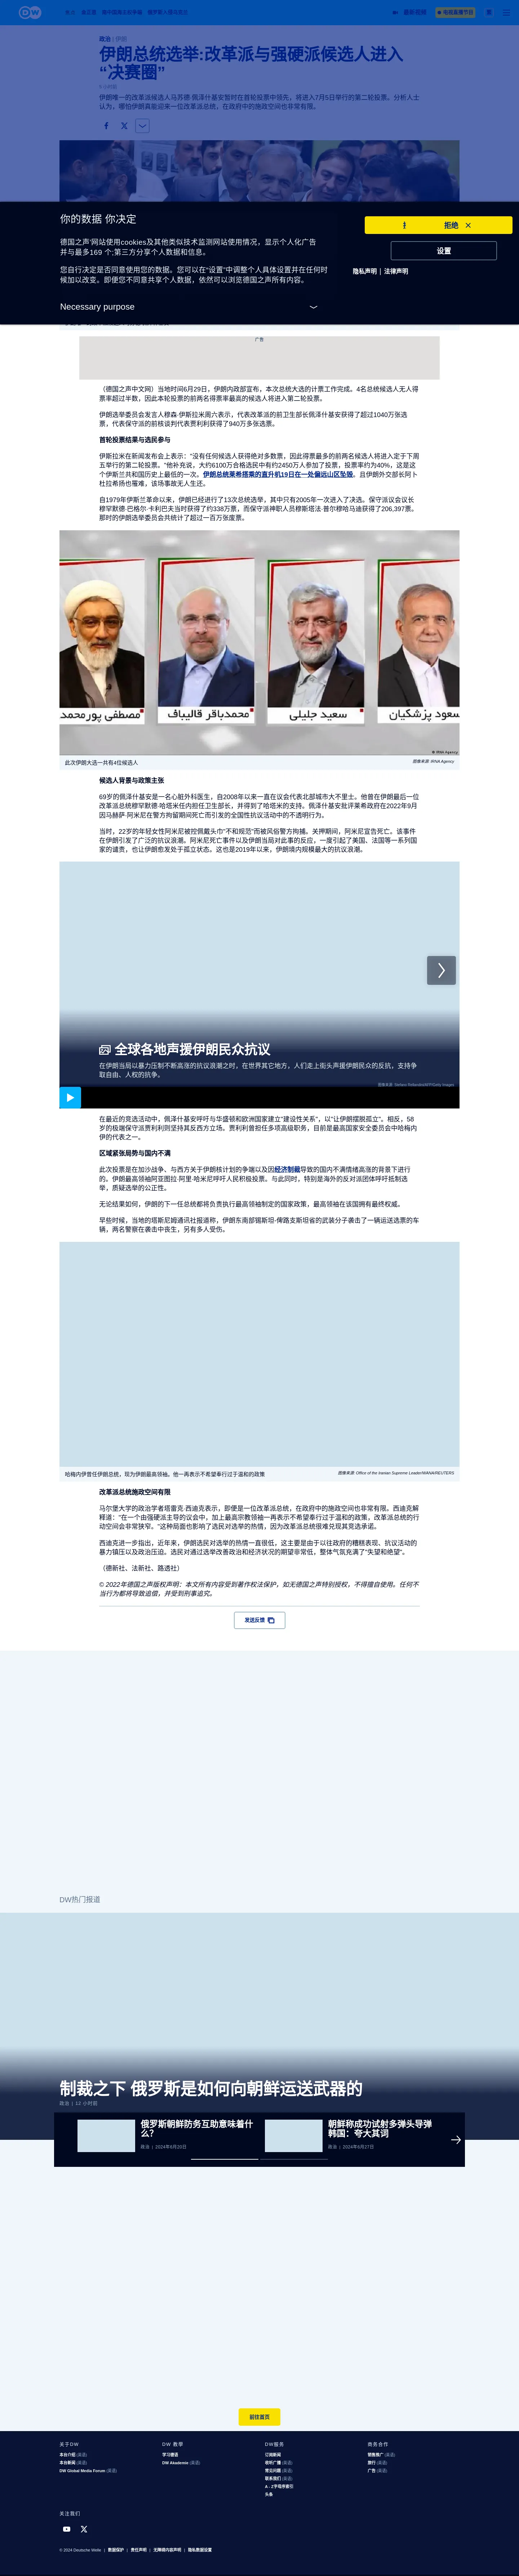 政治 | 伊朗
伊朗总统选举:改革派与强硬派候选人进入
“决赛圈”
伊朗唯一的改革派候选人马苏德·佩泽什基安暂时在首轮投票中领先，将进入7月5日举行的第二轮投票。分析人士
认为，哪怕伊朗真能迎来一位改革派总统，在政府中的施政空间也非常有限。
你的数据 你决定
德国之声'网站使用cookies及其他类似技术监测网站使用情况，显示个人化广告
并与最多169 个;第三方分享个人数据和信息。
您自行决定是否同意使用您的数据。您可以在"设置"中调整个人具体设置并在任何时
候加以改变。即使您不同意共享个人数据，依然可以浏览德国之声所有内容。
Necessary purpose
拒绝
设置
隐私声明 | 法律声明
广告
（德国之声中文网）当地时间6月29日，伊朗内政部宣布，本次总统大选的计票工作完成。4名总统候选人无人得
票率超过半数，因此本轮投票的前两名得票率最高的候选人将进入第二轮投票。
伊朗选举委员会发言人穆森·伊斯拉米周六表示，代表改革派的前卫生部长佩泽什基安获得了超过1040万张选
票，代表保守派的前核谈判代表贾利利获得了940万多张选票。
首轮投票结果与选民参与
伊斯拉米在新闻发布会上表示："没有任何候选人获得绝对多数票，因此得票最多的前两名候选人将进入定于下周
五举行的第二轮投票。"他补充说，大约6100万合格选民中有约2450万人参加了投票，投票率约为40%，这是这
个伊斯兰共和国历史上最低的一次。伊朗总统莱希搭乘的直升机19日在一处偏远山区坠毁。且伊朗外交部长阿卜
杜拉希扬也罹难，该场事故无人生还。
自1979年伊斯兰革命以来，伊朗已经进行了13次总统选举，其中只有2005年一次进入了决选。保守派议会议长
穆罕默德·巴格尔·卡利巴夫当时获得了约338万票，而保守派神职人员穆斯塔法·普尔穆哈马迪获得了206,397票。
那时的伊朗选举委员会共统计了超过一百万张废票。
مصطفی پورمحمد
محمدباقر قالیباف
سعید جلیلی
سعود پزشکیان
© IRNA Agency
此次伊朗大选一共有4位候选人
图像来源: IRNA Agency
候选人背景与政策主张
69岁的佩泽什基安是一名心脏外科医生，自2008年以来一直在议会代表北部城市大不里士。他曾在伊朗最后一位
改革派总统穆罕默德·哈塔米任内担任卫生部长，并得到了哈塔米的支持。佩泽什基安批评莱希政府在2022年9月
因马赫萨·阿米尼在警方拘留期间死亡而引发的全国性抗议活动中的不透明行为。
当时，22岁的年轻女性阿米尼被控佩戴头巾"不和规范"而被风俗警方拘捕。关押期间，阿米尼宣告死亡。该事件
在伊朗引发了广泛的抗议浪潮。阿米尼死亡事件以及伊朗当局对此事的反应，一度引起了美国、法国等一系列国
家的谴责，也让伊朗愈发处于孤立状态。这也是2019年以来，伊朗境内规模最大的抗议浪潮。
全球各地声援伊朗民众抗议
在伊朗当局以暴力压制不断高涨的抗议浪潮之时，在世界其它地方，人们走上街头声援伊朗民众的反抗，支持争
取自由、人权的抗争。
在最近的竞选活动中，佩泽什基安呼吁与华盛顿和欧洲国家建立"建设性关系"，以"让伊朗摆脱孤立"。相反，58
岁的极端保守派贾利利则坚持其反西方立场。贾利利曾担任多项高级职务，目前是最高国家安全委员会中哈梅内
伊的代表之一。
区域紧张局势与国内不满
此次投票是在加沙战争、与西方关于伊朗核计划的争端以及因经济制裁导致的国内不满情绪高涨的背景下进行
的。伊朗最高领袖阿亚图拉·阿里·哈米尼呼吁人民积极投票。与此同时，特别是海外的反对派团体呼吁抵制选
举，质疑选举的公正性。
无论结果如何，伊朗的下一任总统都将负责执行最高领袖制定的国家政策，最高领袖在该国拥有最终权威。
早些时候，当地的塔斯尼姆通讯社报道称，伊朗东南部锡斯坦-俾路支斯坦省的武装分子袭击了一辆运送选票的车
辆，两名警察在袭击中丧生，另有多人受伤。
哈梅内伊曾任伊朗总统，现为伊朗最高领袖。他一再表示不希望奉行过于温和的政策
图像来源: Office of the Iranian Supreme Leader/WANA/REUTERS
改革派总统施政空间有限
马尔堡大学的政治学者塔雷克·西迪克表示，即便是一位改革派总统，在政府中的施政空间也非常有限。西迪克解
释道："在一个由强硬派主导的议会中，加上最高宗教领袖一再表示不希望奉行过于温和的政策，改革派总统的行
动空间会非常狭窄。"这种局面也影响了选民对选举的热情，因为改革派总统很难兑现其竞选承诺。
西迪克进一步指出，近年来，伊朗选民对选举的热情一直很低，这主要是由于以往政府的糟糕表现、抗议活动的
暴力镇压以及政治压迫。选民对通过选举改善政治和经济状况的期望非常低，整体气氛充满了"失望和绝望"。
（德新社、法新社、路透社）
© 2022年德国之声版权声明：本文所有内容受到著作权法保护，如无德国之声特别授权，不得擅自使用。任何不
当行为都将导致追偿，并受到刑事追究。
发送反馈
DW热门报道
制裁之下 俄罗斯是如何向朝鲜运送武器的
政治 | 12 小时前
俄罗斯朝鲜防务互助意味着什
么？
政治 | 2024年6月20日
朝鲜称成功试射多弹头导弹
韩国：夸大其词
政治 | 2024年6月27日
前往首页
关于DW
本台介绍 (英语)
本台新闻 (英语)
DW Global Media Forum (英语)
DW 教學
学习德语
DW Akademie (英语)
DW服务
订阅新闻
收听广播 (英语)
常见问题 (英语)
联系我们 (英语)
A - Z字母序索引
头条
商务合作
销售推广 (英语)
旅行 (英语)
广告 (英语)
关注我们
© 2024 Deutsche Welle | 数据保护 | 责任声明 | 无障碍内容声明 | 隐私数据设置